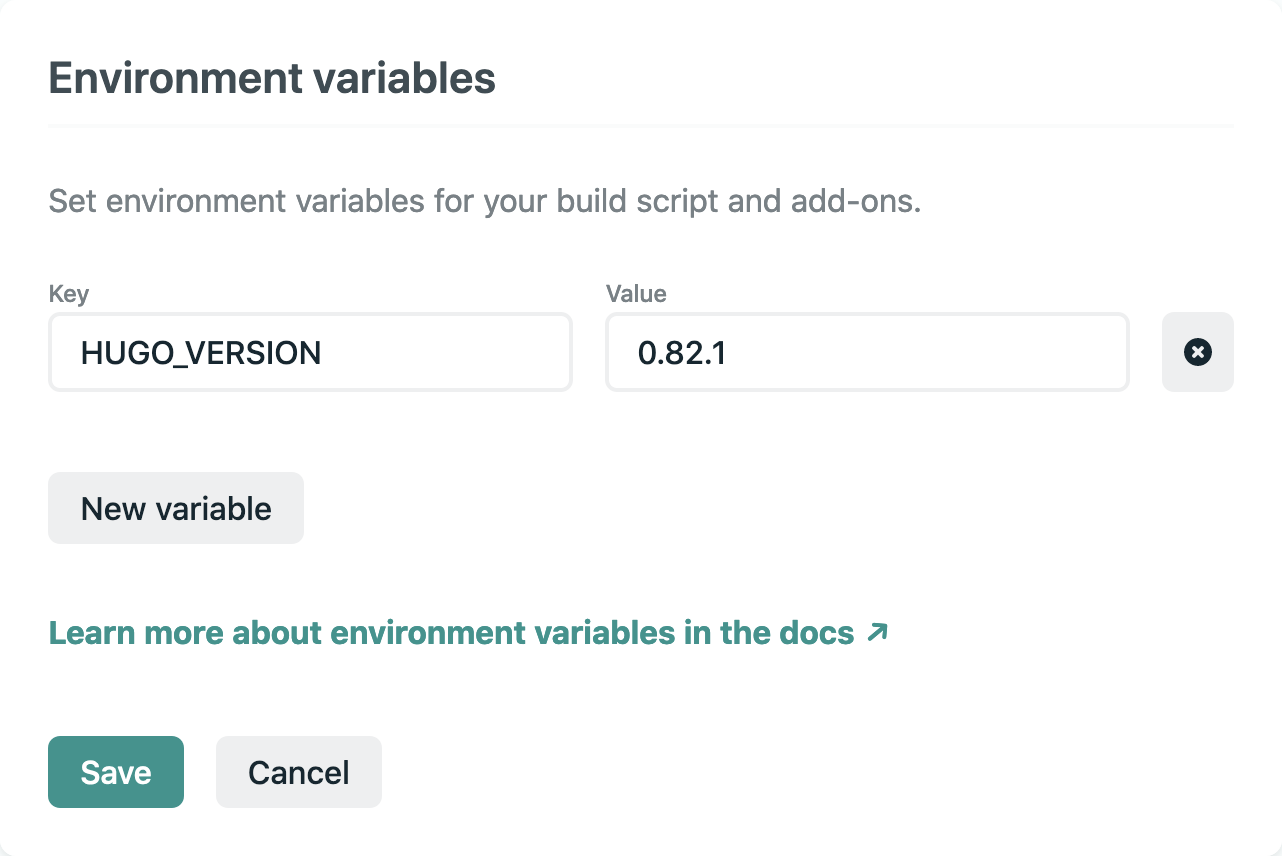 Environment variables
Set environment variables for your build script and add-ons.
Key
Value
HUGO_VERSION
0.82.1
New variable
Learn more about environment variables in the docs ↗
Save
Cancel